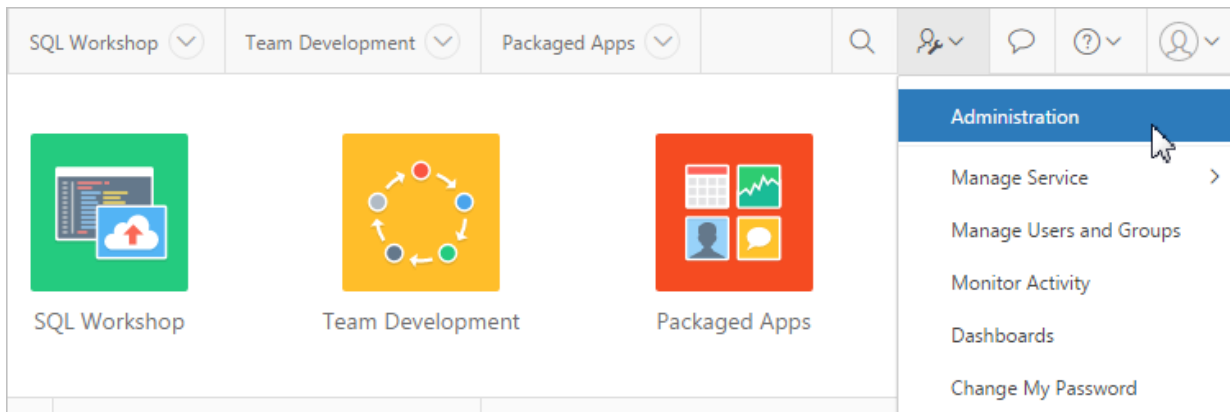 SQL Workshop
Team Development
Packaged Apps
Administration
Manage Service
Manage Users and Groups
Monitor Activity
Dashboards
Change My Password
SQL Workshop
Team Development
Packaged Apps